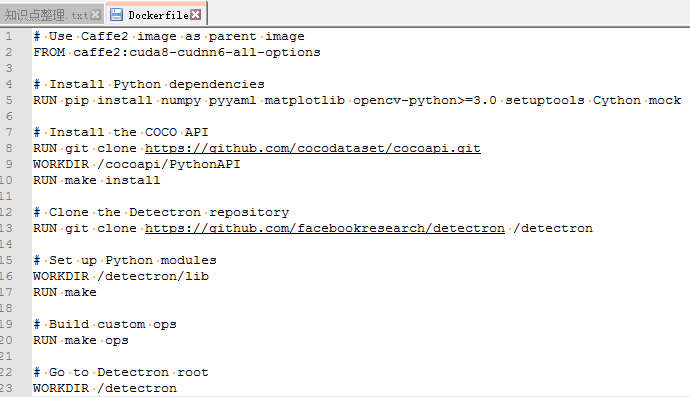 知识点整理.txt Dockerfile
1 # Use Caffe2 image as parent image
2 FROM caffe2:cuda8-cudnn6-all-options
3
4 # Install Python dependencies
5 RUN pip install numpy pyyaml matplotlib opencv-python>=3.0 setuptools Cython mock
6
7 # Install the COCO API
8 RUN git clone https://github.com/cocodataset/cocoapi.git
9 WORKDIR /cocoapi/PythonAPI
10 RUN make install
11
12 # Clone the Detectron repository
13 RUN git clone https://github.com/facebookresearch/detectron /detectron
14
15 # Set up Python modules
16 WORKDIR /detectron/lib
17 RUN make
18
19 # Build custom ops
20 RUN make ops
21
22 # Go to Detectron root
23 WORKDIR /detectron